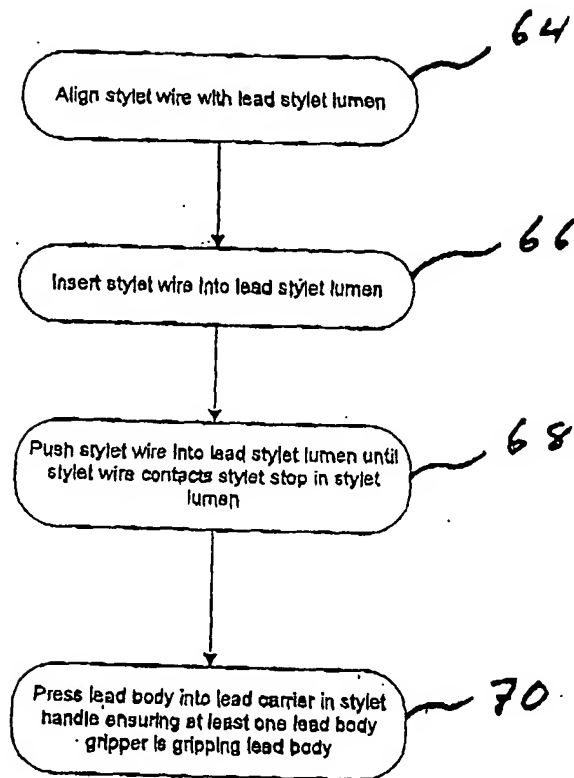 64
Align stylet wire with lead stylet lumen
66
Insert stylet wire into lead stylet lumen
68
Push stylet wire into lead stylet lumen until
stylet wire contacts stylet stop in stylet
lumen
70
Press lead body into lead carrier in stylet
handle ensuring at least one lead body
gripper is gripping lead body